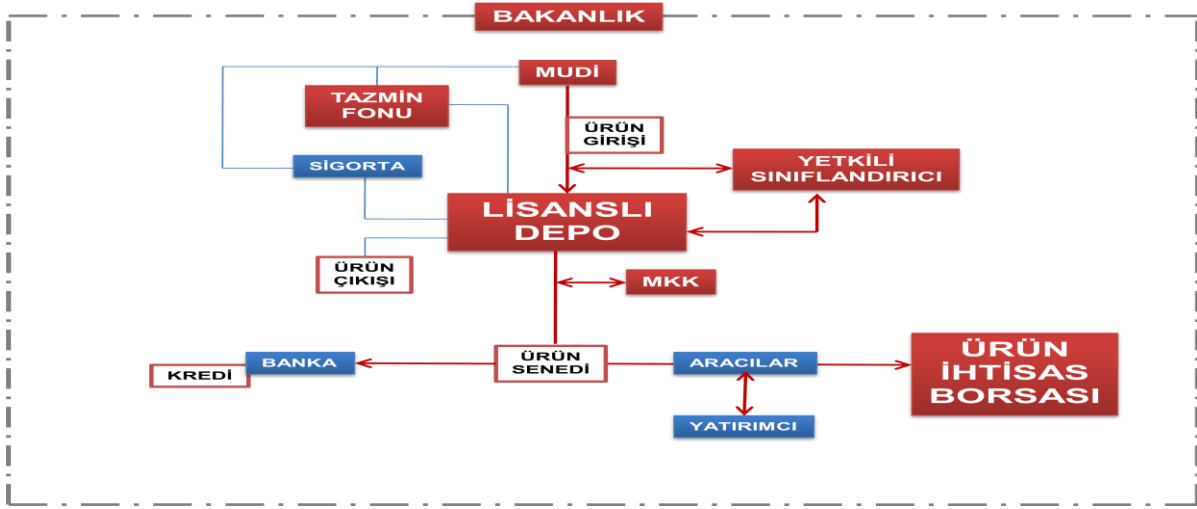 BAKANLIK
MUDİ
TAZMİN
FONU
ÜRÜN
GİRİŞİ
SİGORTA
YETKİLİ
SINIFLANDIRICI
LİSANSLI
DEPO
ÜRÜN
ÇIKIŞI
MKK
KREDİ
BANKA
ÜRÜN
SENEDİ
ARACILAR
ÜRÜN
İHTİSAS
BORSASI
YATIRIMCI